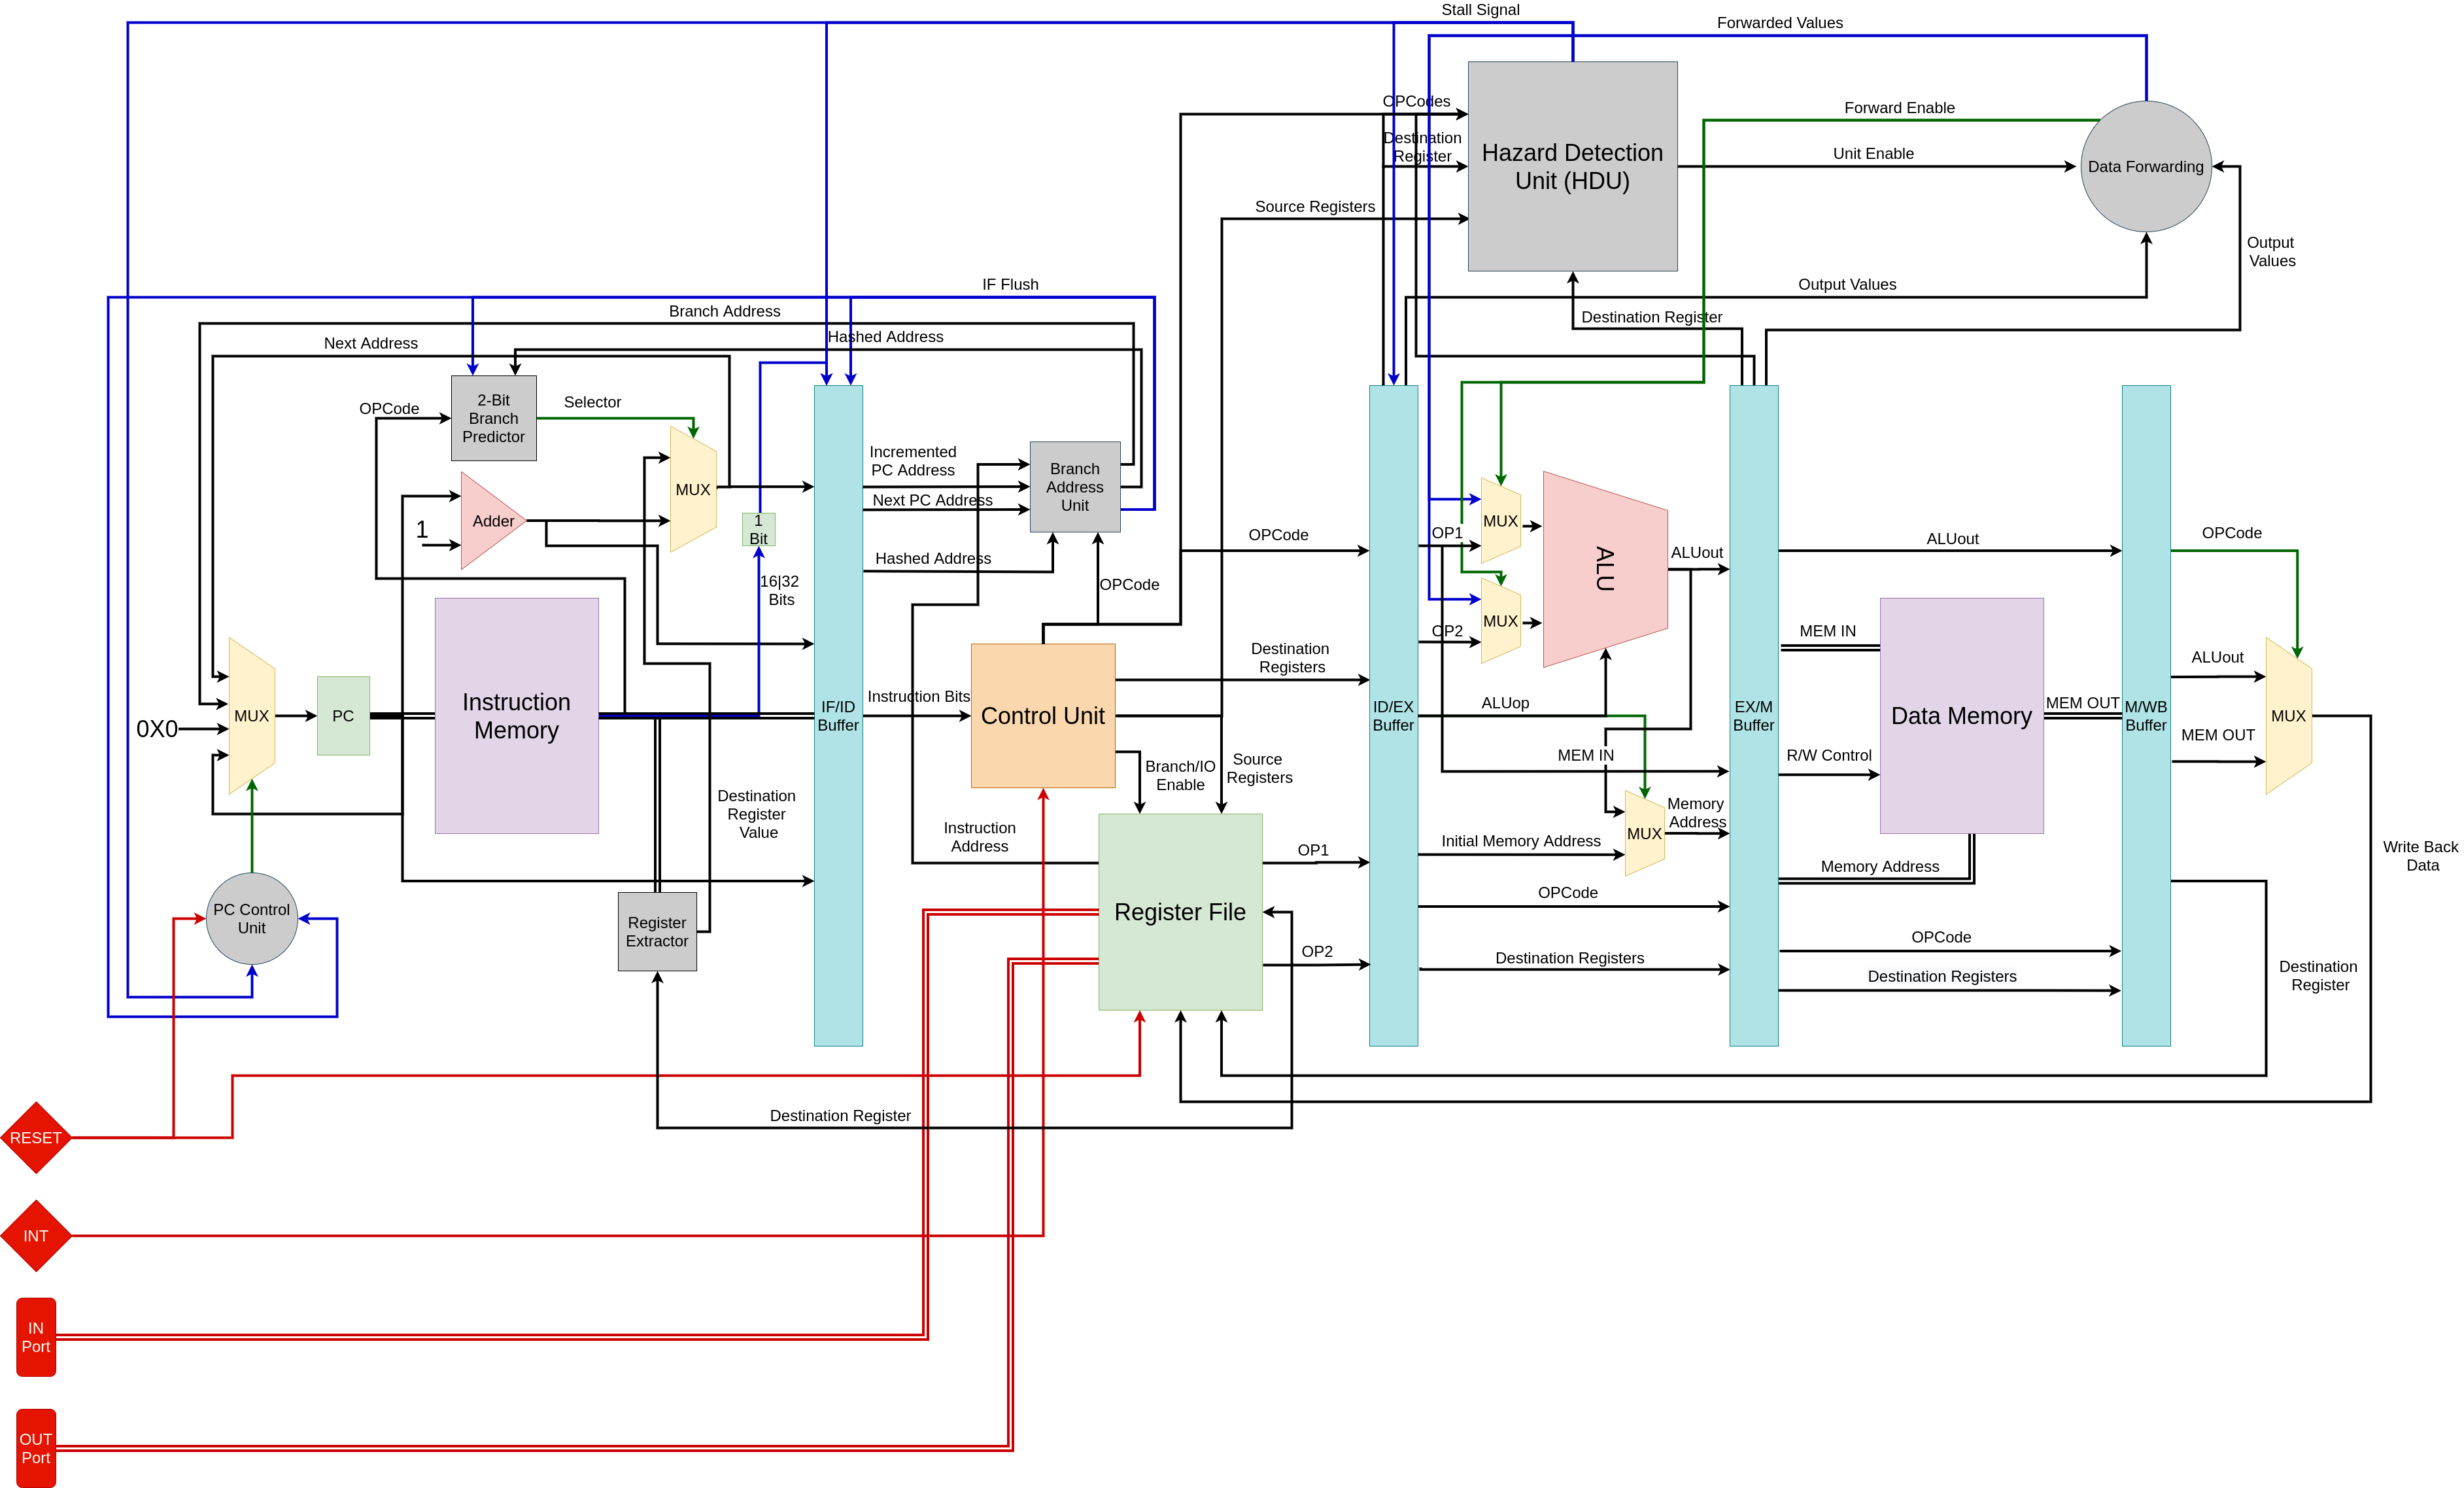 Stall Signal
Forwarded Values
OPCodes
Forward Enable
Destination
Register
Hazard Detection
Unit (HDU)
Unit Enable
Data Forwarding
Source Registers
Output
Values
IF Flush
Output Values
Branch Address
Destination Register
Hashed Address
Next Address
2-Bit
Branch
Predictor
OPCode
Selector
Incremented
PC Address
Branch
Address
Unit
Next PC Address
MUX
Adder
1
1
Bit
OPCode
OP1
MUX
ALU
ALUout
ALUout
OPCode
Hashed Address
16|32
Bits
OPCode
MUX
OP2
MEM IN
Destination
Registers
ALUout
Instruction
Memory
IF/ID
Buffer
Instruction Bits
Control Unit
ID/EX
Buffer
ALUop
EX/M
Buffer
Data Memory
MEM OUT
M/WB
Buffer
MUX
0X0
MUX
PC
MEM OUT
Branch/IO
Enable
Source
Registers
MEM IN
R/W Control
Destination
Register
Value
Memory
Address
MUX
Instruction
Address
OP1
Initial Memory Address
Memory Address
Write Back
Data
OPCode
PC Control
Unit
Register
Extractor
Register File
OP2
Destination Registers
OPCode
Destination Registers
Destination
Register
Destination Register
RESET
INT
IN
Port
OUT
Port